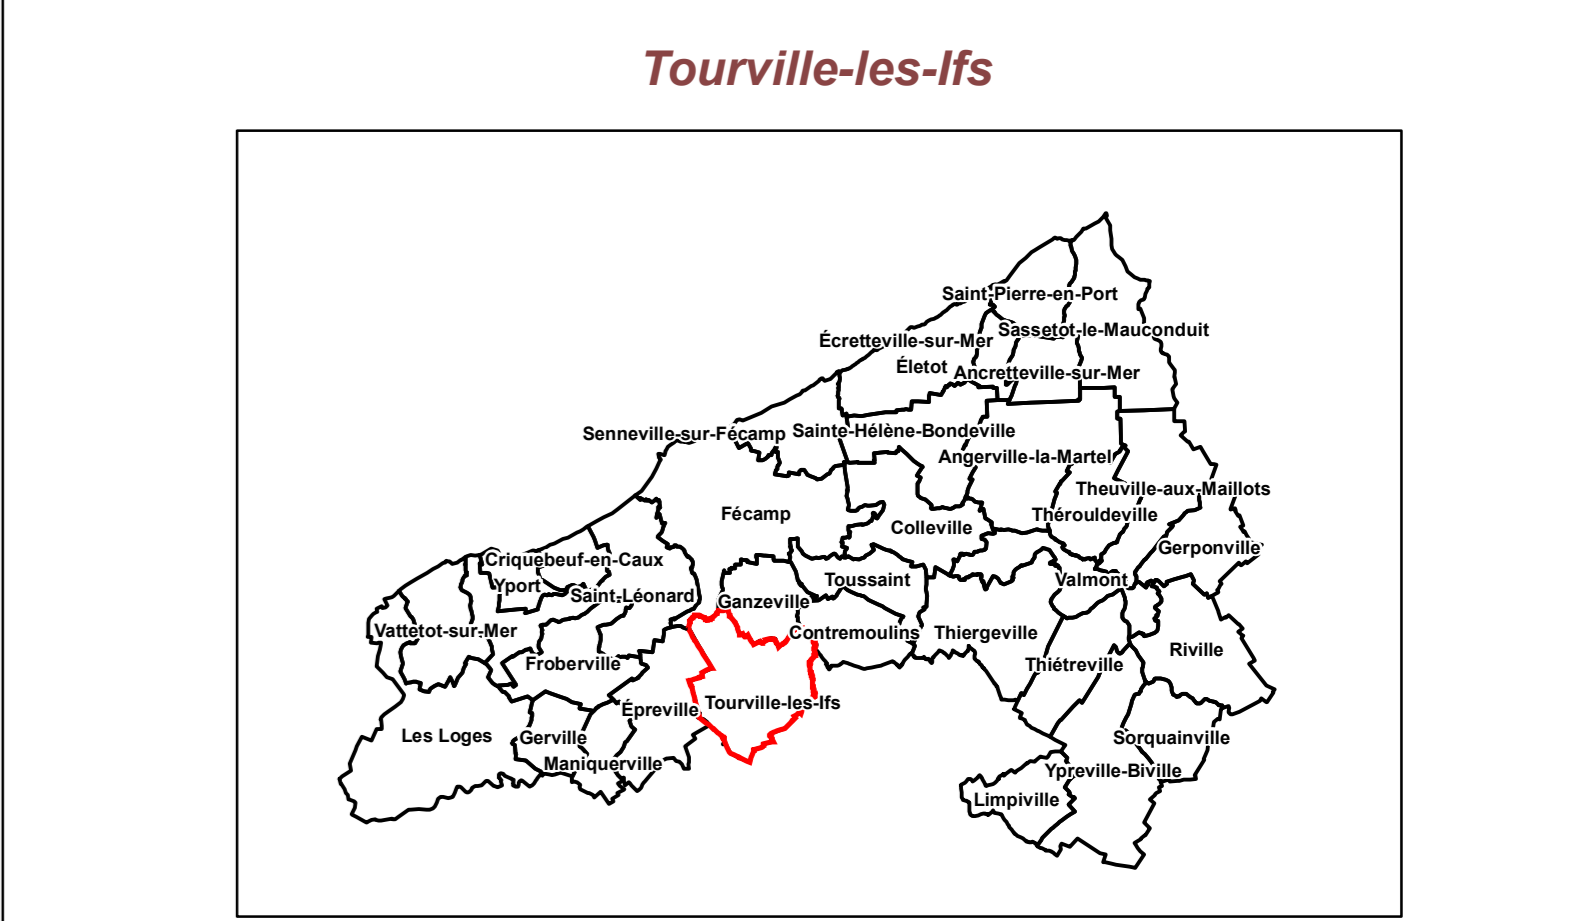 Tourville-les-Ifs
Saint-Pierre-en-Port
Sassetot-le-Mauconduit
Écretteville-sur-Mer
Életot
Ancretteville-sur-Mer
Senneville-sur-Fécamp
Sainte-Hélène-Bondeville
Angerville-la-Martel
Theuville-aux-Maillots
Thérouldeville
Fécamp
Colleville
Gerponville
Criquebeuf-en-Caux
Yport
Saint-Léonard
Toussaint
Valmont
Ganzeville
Vattetot-sur-Mer
Contremoulins
Thiergeville
Froberville
Thiétreville
Riville
Épreville
Tourville-les-Ifs
Les Loges
Gerville
Sorquainville
Maniquerville
Ypreville-Biville
Limpiville